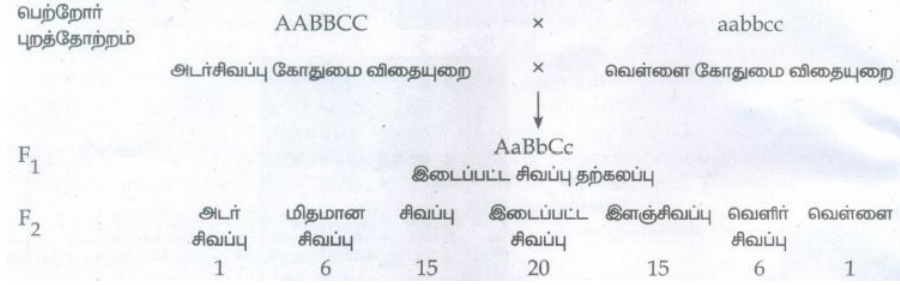 பெற்றோர் AABBCC × aabbcc
புறத்தோற்றம்
அடர்சிவப்பு கோதுமை விதையுறை × வெள்ளை கோதுமை விதையுறை
F1 AaBbCc
இடைப்பட்ட சிவப்பு தற்கலப்பு
F2 அடர் மிதமான சிவப்பு இடைப்பட்ட இளஞ்சிவப்பு வெளிர் வெள்ளை
சிவப்பு சிவப்பு சிவப்பு சிவப்பு
1 6 15 20 15 6 1